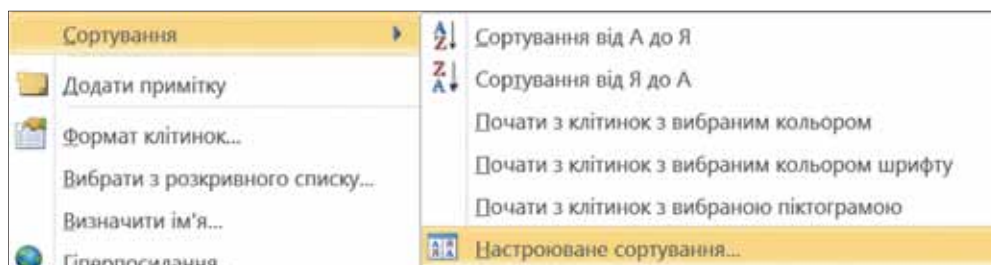 Сортування
Додати примітку
Формат клітинок...
Вибрати з розкривного списку...
Визначити ім'я...
Гіперпосилання...
Сортування від А до Я
Сортування від Я до А
Почати з клітинок з вибраним кольором
Почати з клітинок з вибраним кольором шрифту
Почати з клітинок з вибраною піктограмою
Настроюване сортування...